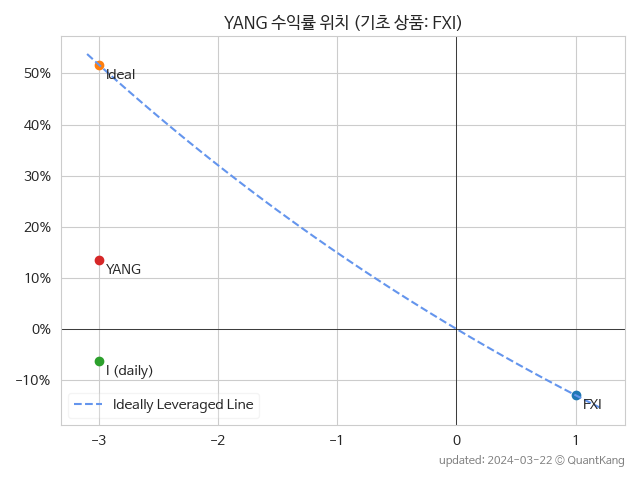 YANG 수익률 위치 (기초 상품: FXI)
50%
40%
30%
20%
10%
0%
−10%
Ideal
YANG
I (daily)
FXI
Ideally Leveraged Line
−3
−2
−1
0
1
updated: 2024-03-22 © QuantKang